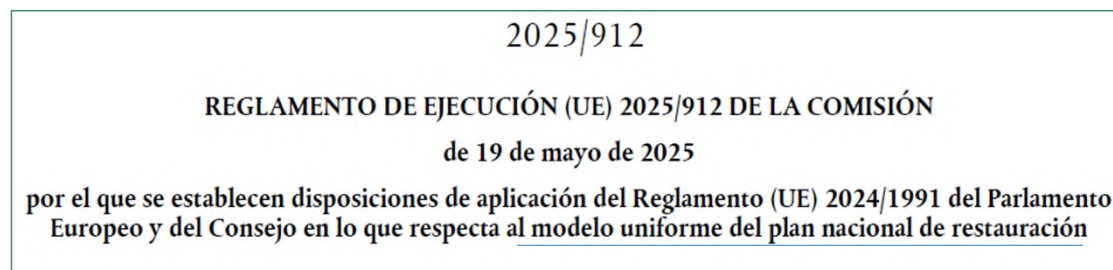 2025/912
REGLAMENTO DE EJECUCIÓN (UE) 2025/912 DE LA COMISIÓN
de 19 de mayo de 2025
por el que se establecen disposiciones de aplicación del Reglamento (UE) 2024/1991 del Parlamento
Europeo y del Consejo en lo que respecta al modelo uniforme del plan nacional de restauración